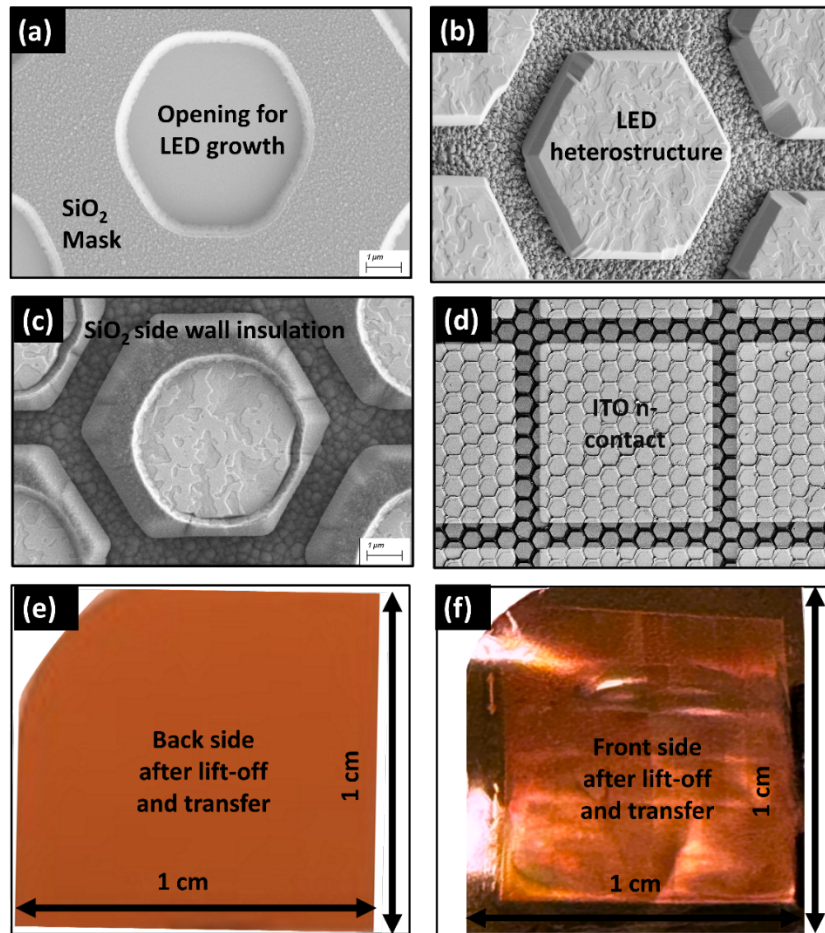 (a)
Opening for
LED growth
SiO₂
Mask
1 µm
(b)
LED
heterostructure
(c)
SiO₂ side wall insulation
1 µm
(d)
ITO n-
contact
(e)
Back side
after lift-off
and transfer
1 cm
1 cm
(f)
Front side
after lift-off
and transfer
1 cm
1 cm